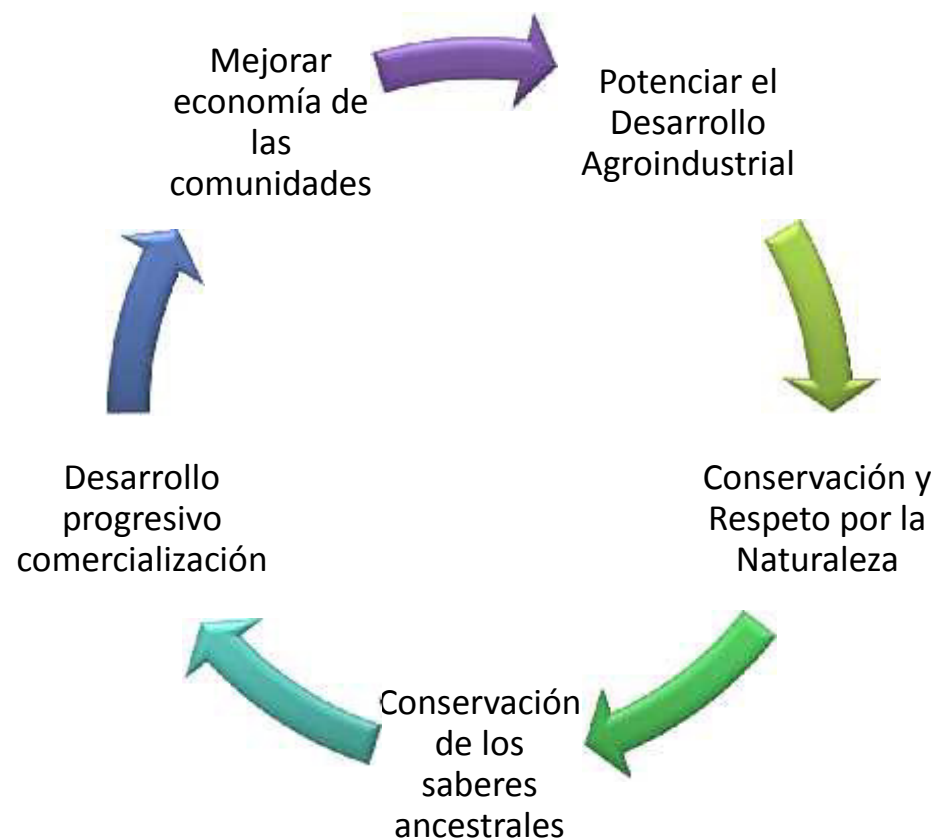 Mejorar
economía de
las
comunidades
Potenciar el
Desarrollo
Agroindustrial
Conservación y
Respeto por la
Naturaleza
Conservación
de los
saberes
ancestrales
Desarrollo
progresivo
comercialización